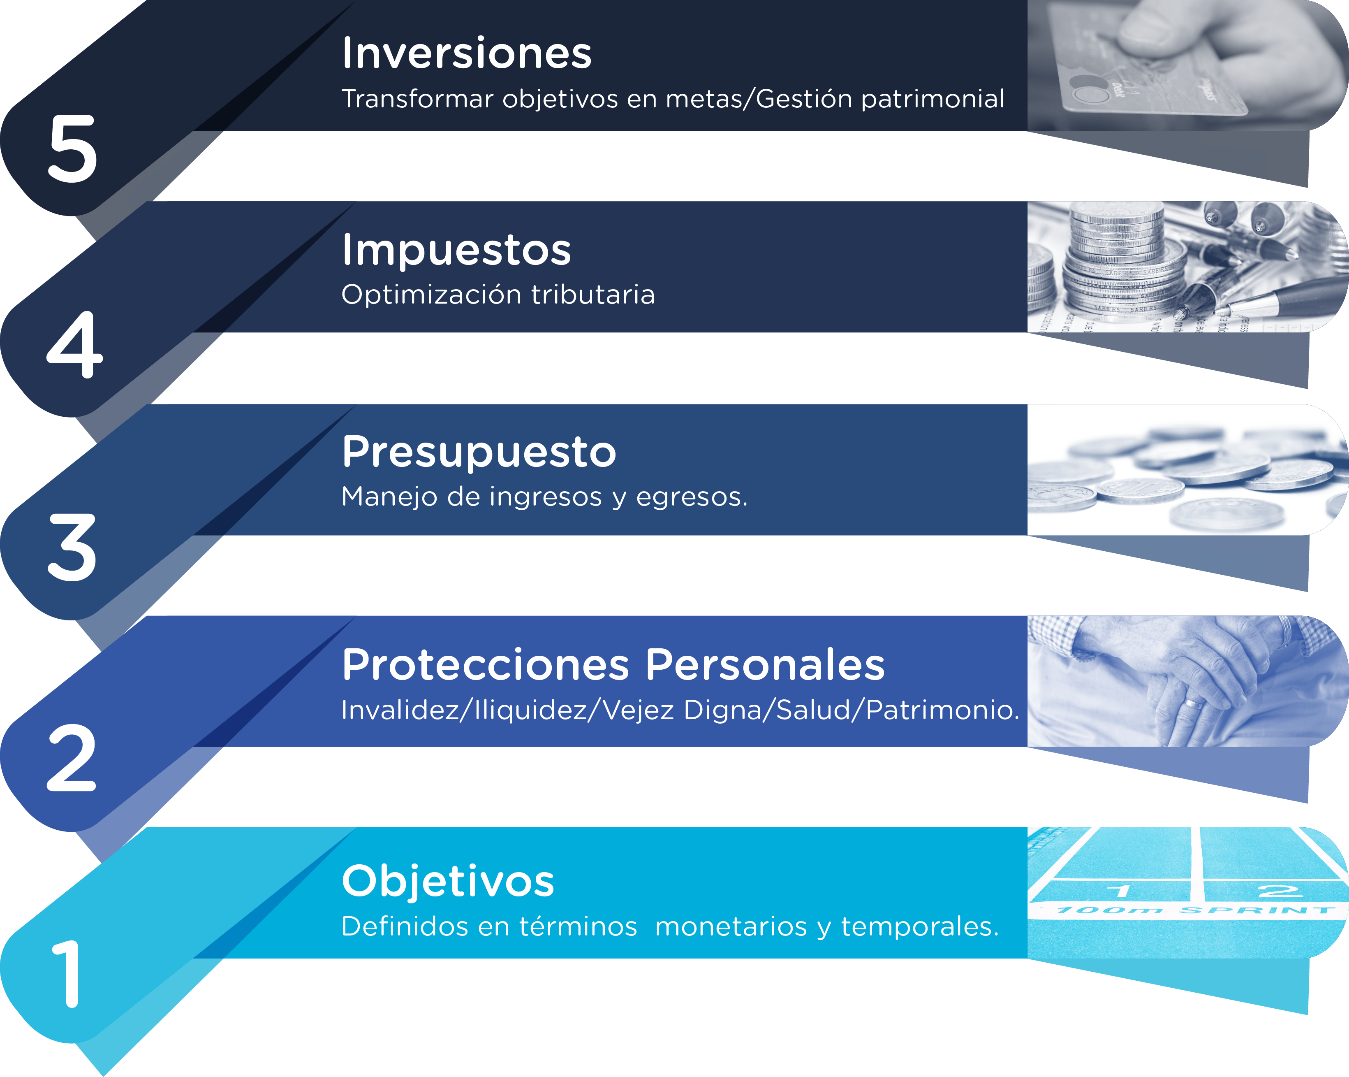 5
Inversiones
Transformar objetivos en metas/Gestión patrimonial
4
Impuestos
Optimización tributaria
3
Presupuesto
Manejo de ingresos y egresos.
2
Protecciones Personales
Invalidez/Iliquidez/Vejez Digna/Salud/Patrimonio.
1
Objetivos
Definidos en términos  monetarios y temporales.
1 2
100m SPRINT